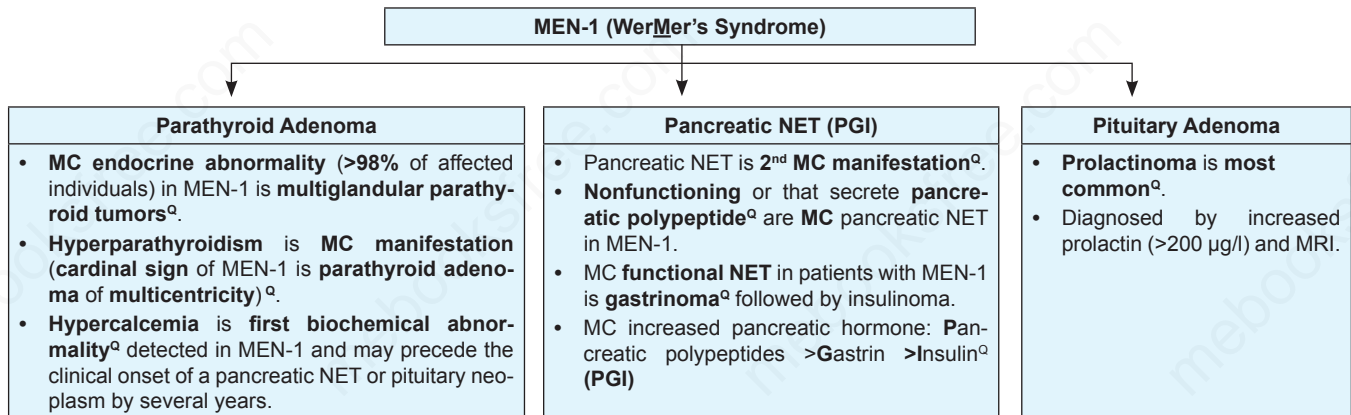 MEN-1 (WerMer's Syndrome)
Parathyroid Adenoma
• MC endocrine abnormality (>98% of affected
individuals) in MEN-1 is multiglandular parathy-
roid tumorsQ.
• Hyperparathyroidism is MC manifestation
(cardinal sign of MEN-1 is parathyroid adeno-
ma of multicentricity) Q.
• Hypercalcemia is first biochemical abnor-
malityQ detected in MEN-1 and may precede the
clinical onset of a pancreatic NET or pituitary neo-
plasm by several years.
Pancreatic NET (PGI)
• Pancreatic NET is 2nd MC manifestationQ.
• Nonfunctioning or that secrete pancre-
atic polypeptideQ are MC pancreatic NET
in MEN-1.
• MC functional NET in patients with MEN-1
is gastrinomaQ followed by insulinoma.
• MC increased pancreatic hormone: Pan-
creatic polypeptides >Gastrin >InsulinQ
(PGI)
Pituitary Adenoma
• Prolactinoma is most
commonQ.
• Diagnosed by increased
prolactin (>200 µg/l) and MRI.